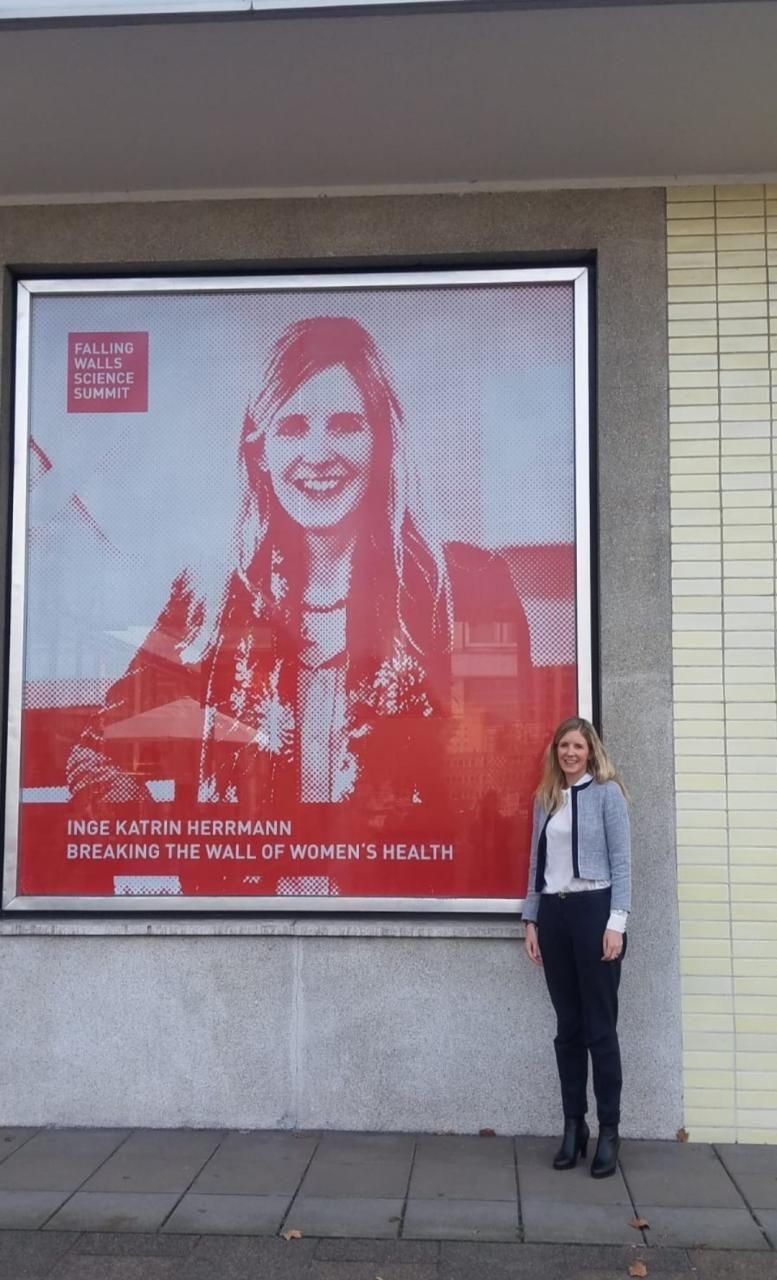 FALLING
WALLS
SCIENCE
SUMMIT
INGE KATRIN HERRMANN
BREAKING THE WALL OF WOMEN'S HEALTH